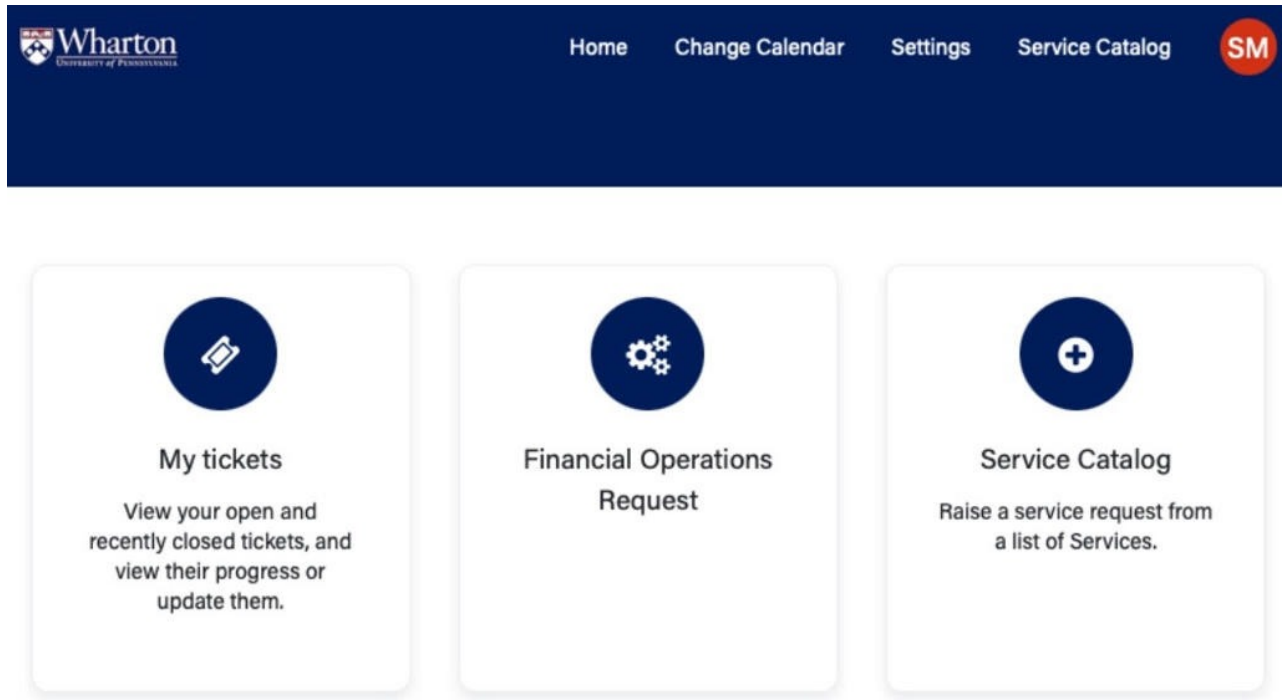 Wharton
UNIVERSITY of PENNSYLVANIA
Home Change Calendar Settings Service Catalog SM
My tickets
View your open and
recently closed tickets, and
view their progress or
update them.
Financial Operations
Request
Service Catalog
Raise a service request from
a list of Services.